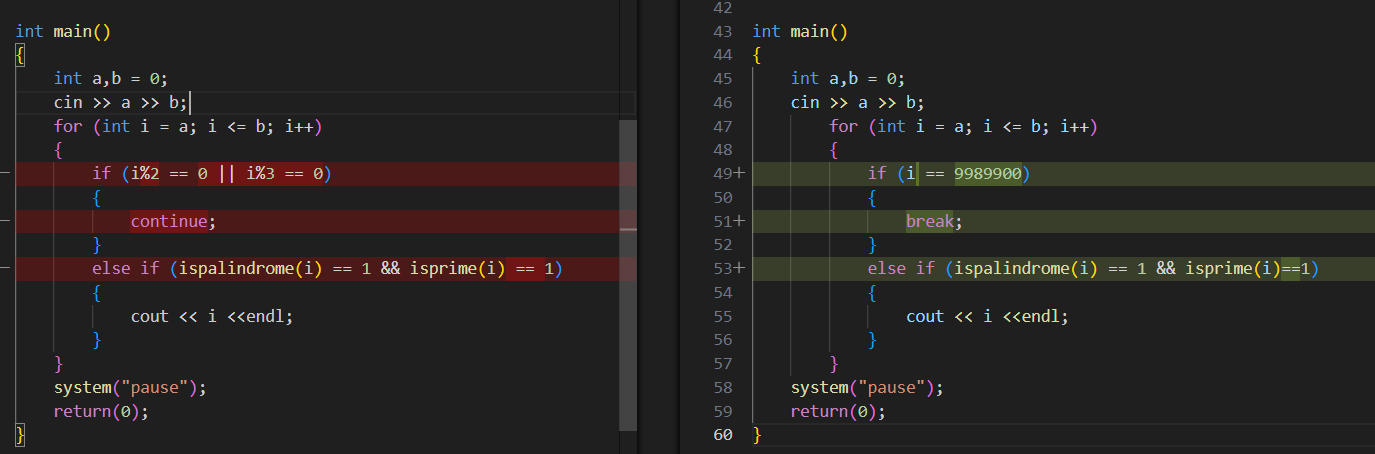 int main()
{
    int a,b = 0;
    cin >> a >> b;
    for (int i = a; i <= b; i++)
    {
        if (i%2 == 0 || i%3 == 0)
        {
            continue;
        }
        else if (ispalindrome(i) == 1 && isprime(i) == 1)
        {
            cout << i <<endl;
        }
    }
    system("pause");
    return(0);
}
42
43 int main()
44 {
45     int a,b = 0;
46     cin >> a >> b;
47         for (int i = a; i <= b; i++)
48         {
49+            if (i == 9989900)
50             {
51+                break;
52             }
53+            else if (ispalindrome(i) == 1 && isprime(i)==1)
54             {
55                 cout << i <<endl;
56             }
57         }
58     system("pause");
59     return(0);
60 }